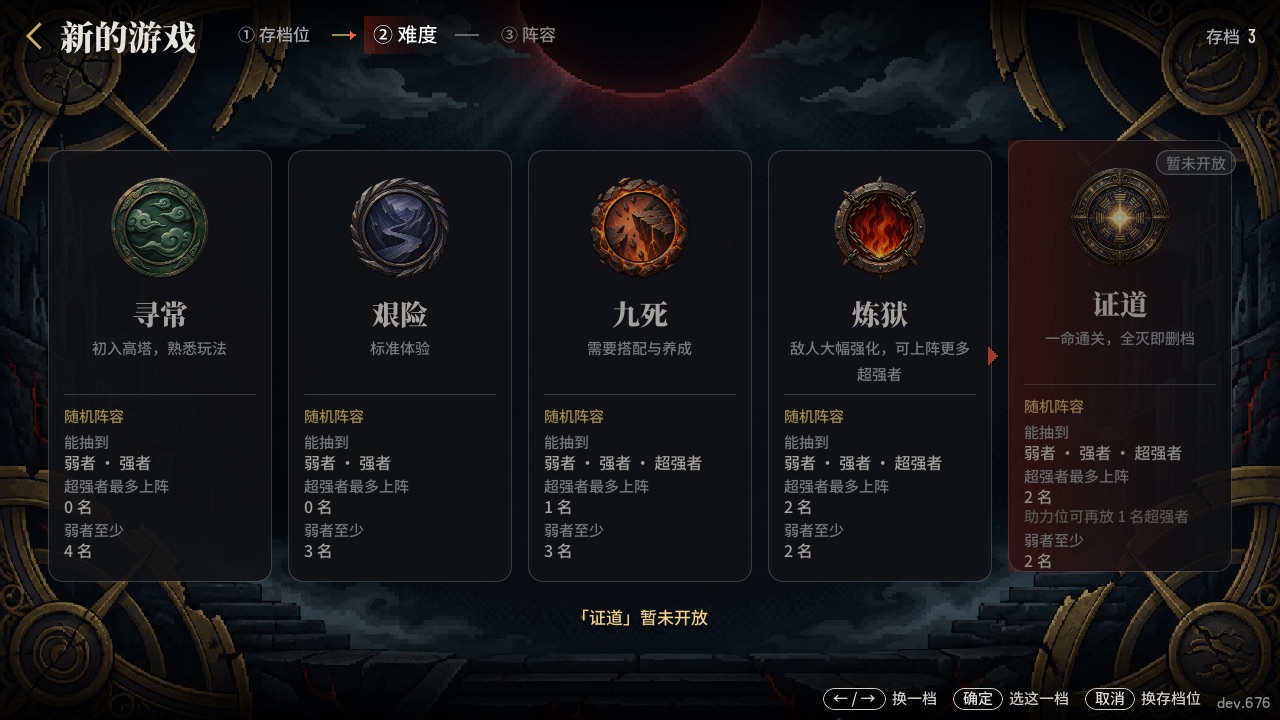 新的游戏
① 存档位
② 难度
③ 阵容
存档 3
寻常
初入高塔，熟悉玩法
随机阵容
能抽到
弱者 · 强者
超强者最多上阵
0 名
弱者至少
4 名
艰险
标准体验
随机阵容
能抽到
弱者 · 强者
超强者最多上阵
0 名
弱者至少
3 名
九死
需要搭配与养成
随机阵容
能抽到
弱者 · 强者 · 超强者
超强者最多上阵
1 名
弱者至少
3 名
炼狱
敌人大幅强化，可上阵更多
超强者
随机阵容
能抽到
弱者 · 强者 · 超强者
超强者最多上阵
2 名
弱者至少
2 名
暂未开放
证道
一命通关，全灭即删档
随机阵容
能抽到
弱者 · 强者 · 超强者
超强者最多上阵
2 名
助力位可再放 1 名超强者
弱者至少
2 名
「证道」暂未开放
←/→ 换一档 确定 选这一档 取消 换存档位
dev.676